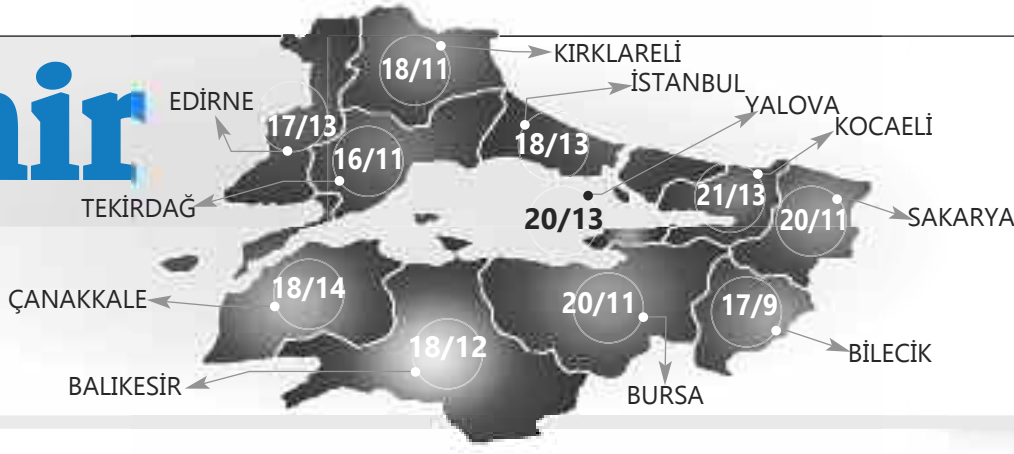 KIRKLARELİ
18/11
İSTANBUL
EDİRNE
YALOVA
17/13
KOCAELİ
18/13
16/11
21/13
TEKİRDAĞ
20/13
20/11
SAKARYA
ÇANAKKALE
18/14
20/11
17/9
18/12
BİLECİK
BALIKESİR
BURSA